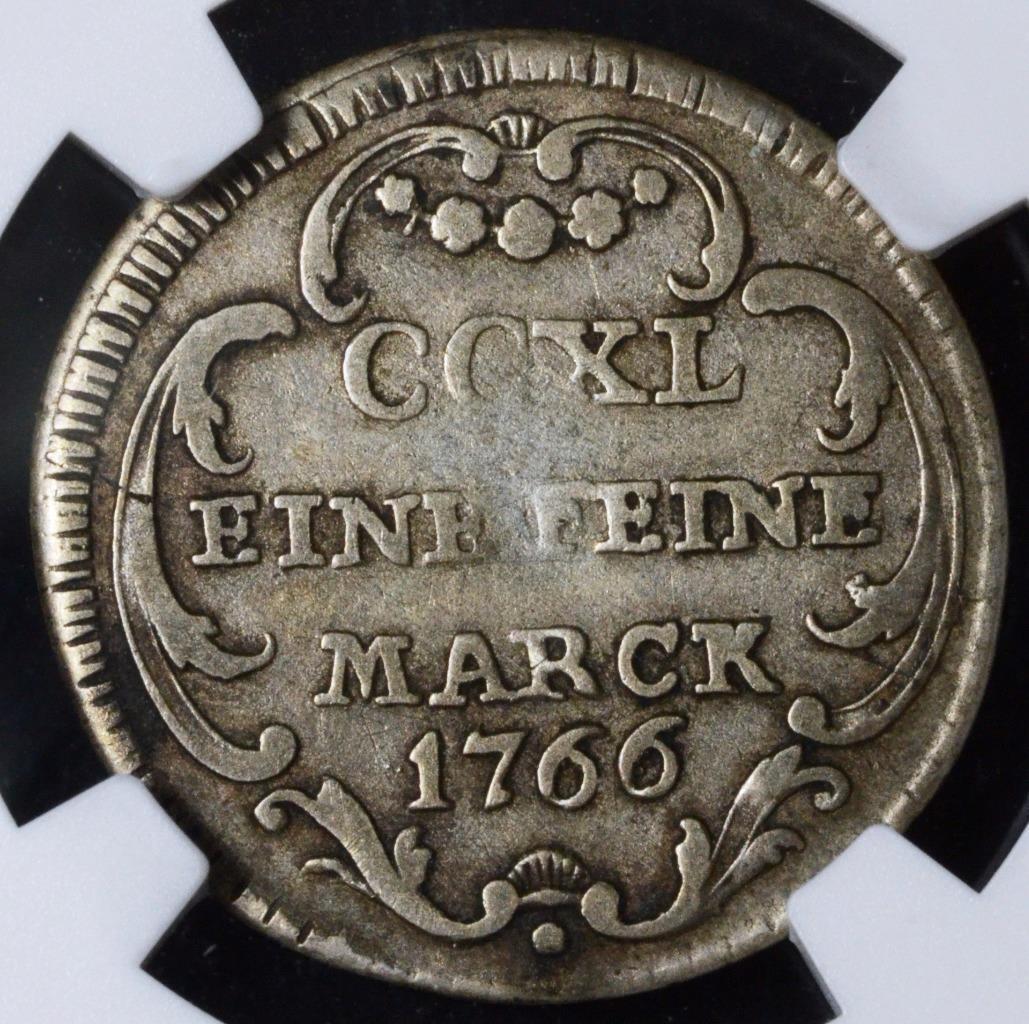 CCXL
EINE FEINE
MARCK
1766